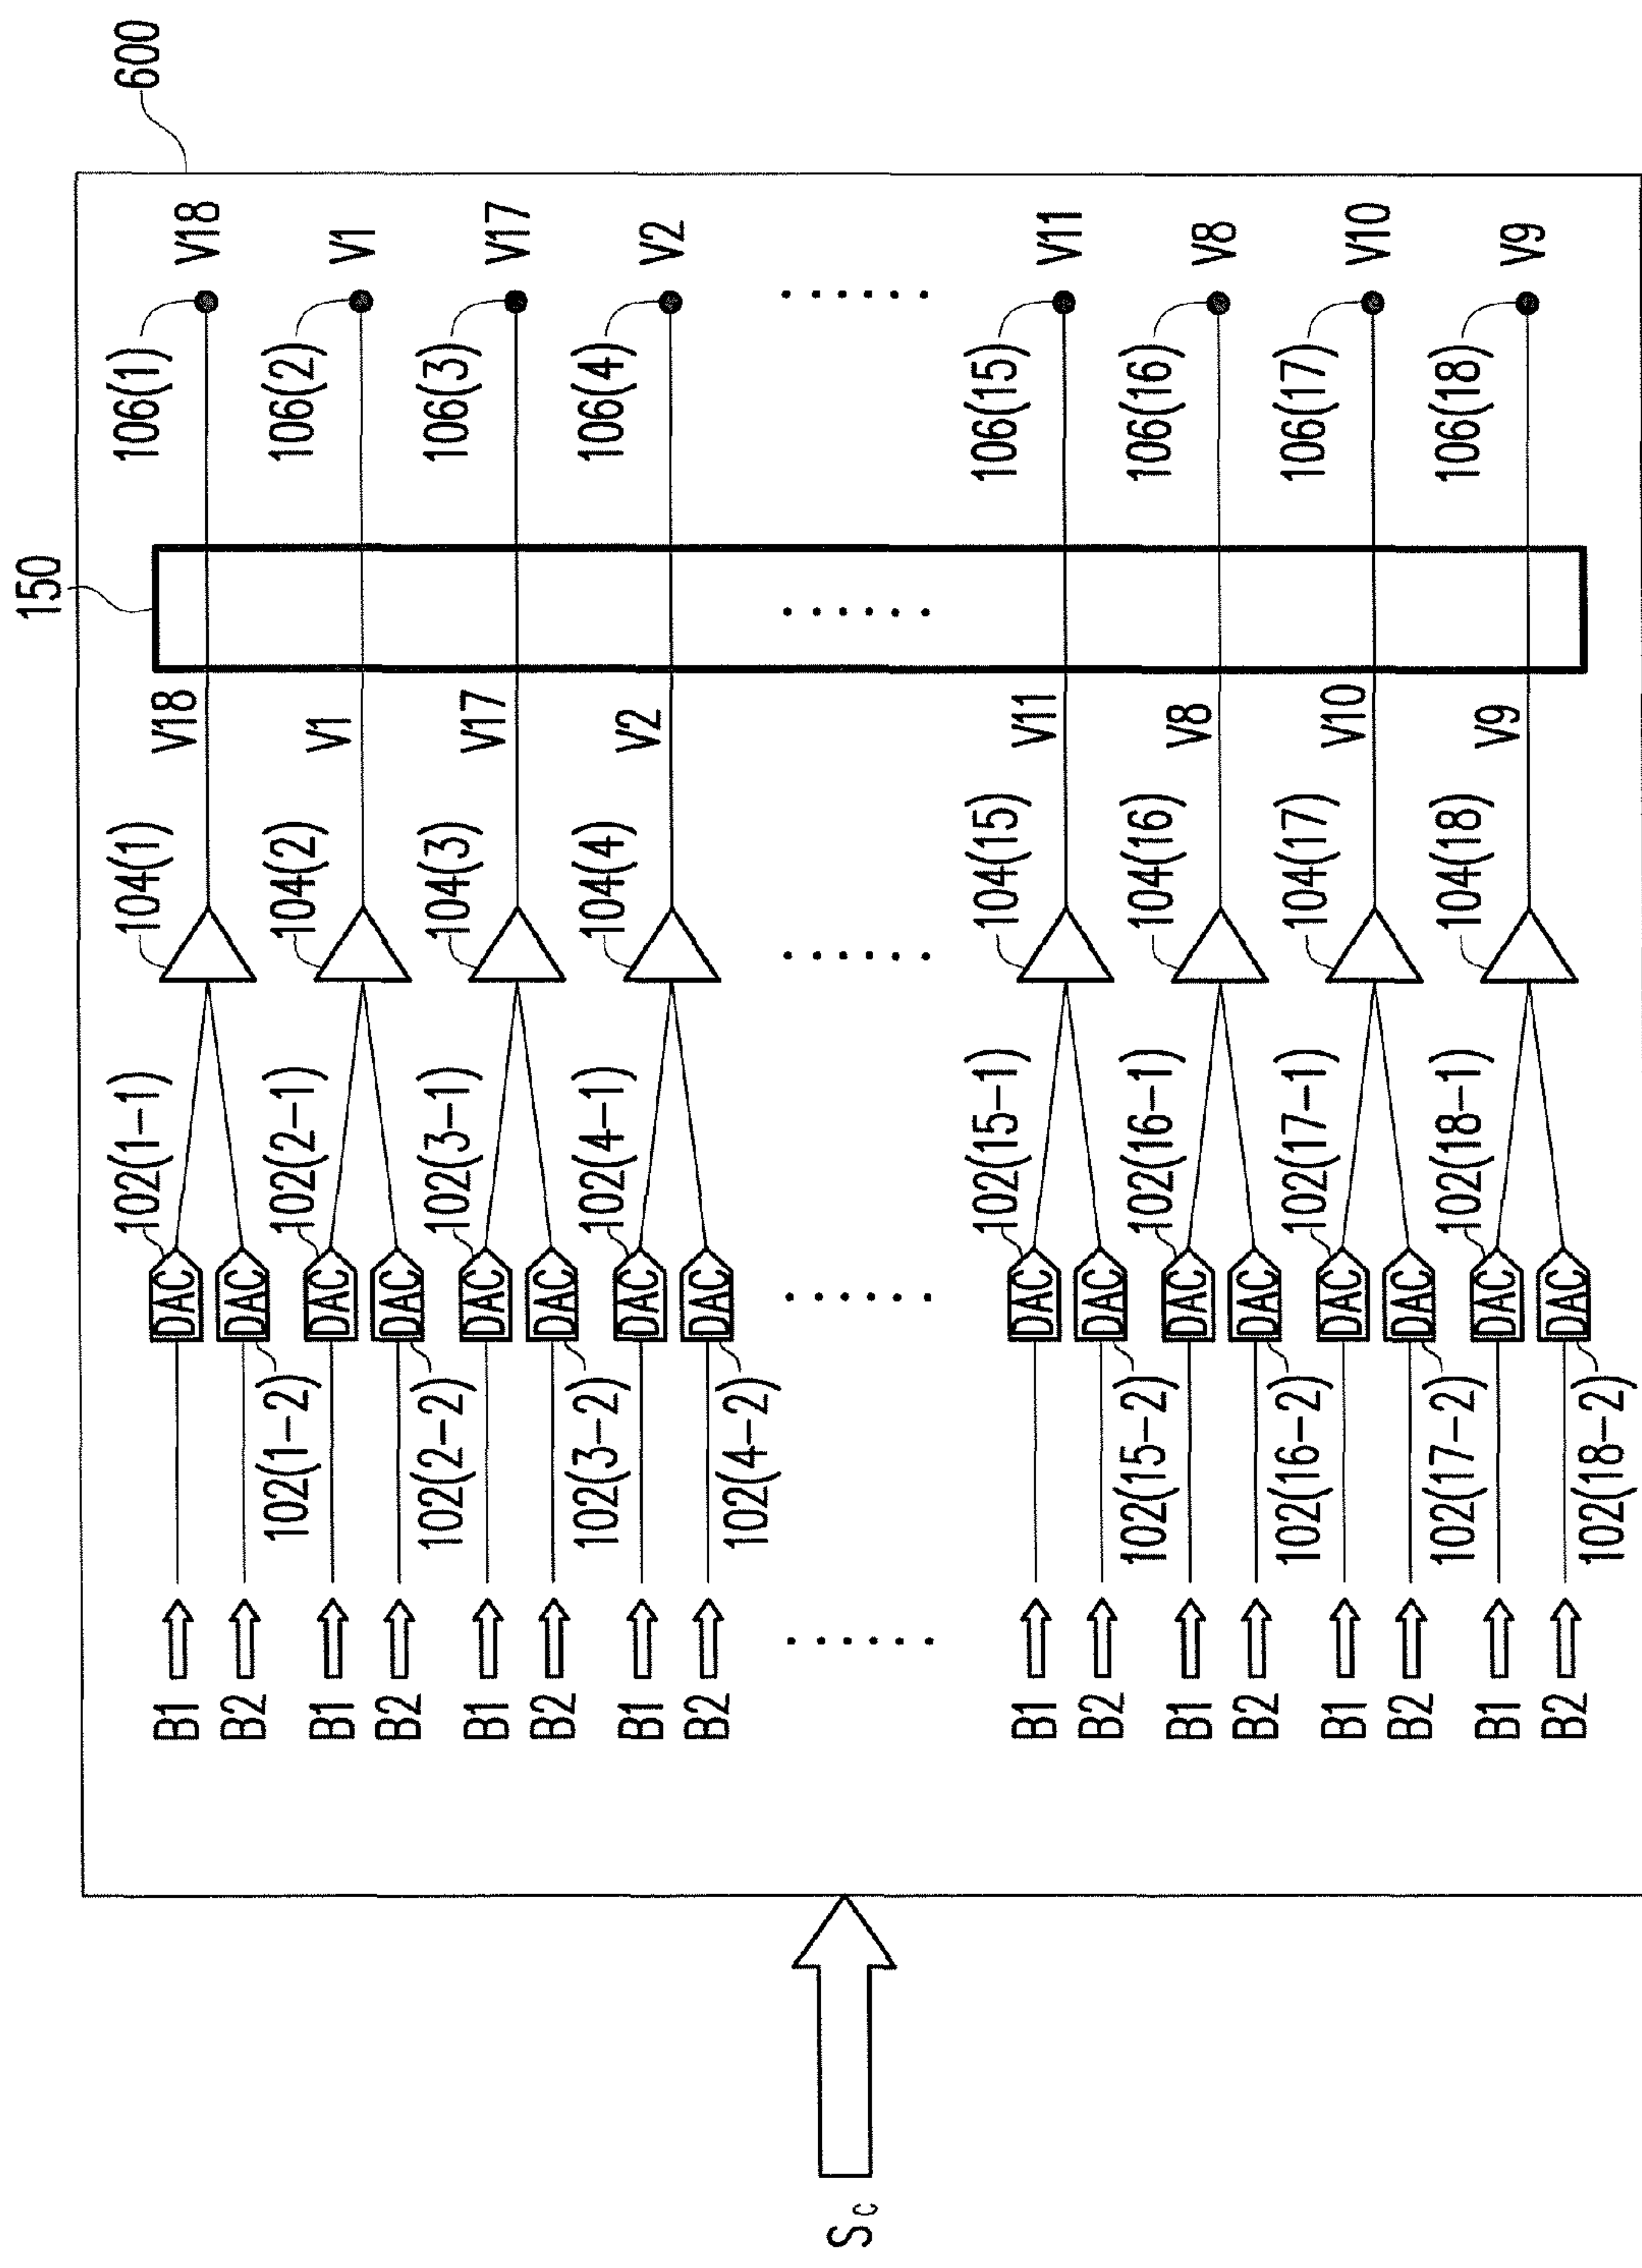 600
150
106(1) V18
106(2) V1
106(3) V17
106(4) V2
......
106(15) V11
106(16) V8
106(17) V10
106(18) V9
104(1) V18
104(2) V1
104(3) V17
104(4) V2
......
104(15) V11
104(16) V8
104(17) V10
104(18) V9
B1 DAC 102(1-1)
B2 DAC 102(1-2)
B1 DAC 102(2-1)
B2 DAC 102(2-2)
B1 DAC 102(3-1)
B2 DAC 102(3-2)
B1 DAC 102(4-1)
B2 DAC 102(4-2)
......
B1 DAC 102(15-1)
B2 DAC 102(15-2)
B1 DAC 102(16-1)
B2 DAC 102(16-2)
B1 DAC 102(17-1)
B2 DAC 102(17-2)
B1 DAC 102(18-1)
B2 DAC 102(18-2)
Sc